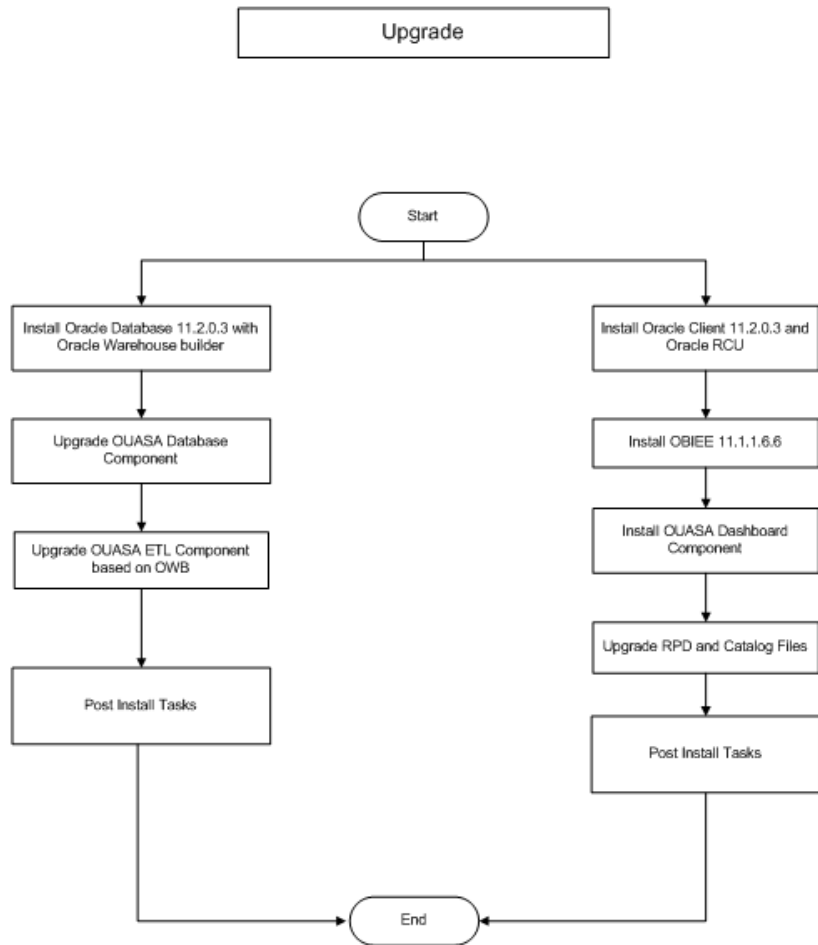 Upgrade
Start
Install Oracle Database 11.2.0.3 with
Oracle Warehouse builder
Upgrade OUASA Database
Component
Upgrade OUASA ETL Component
based on OWB
Post Install Tasks
Install Oracle Client 11.2.0.3 and
Oracle RCU
Install OBIEE 11.1.1.6.6
Install OUASA Dashboard
Component
Upgrade RPD and Catalog Files
Post Install Tasks
End